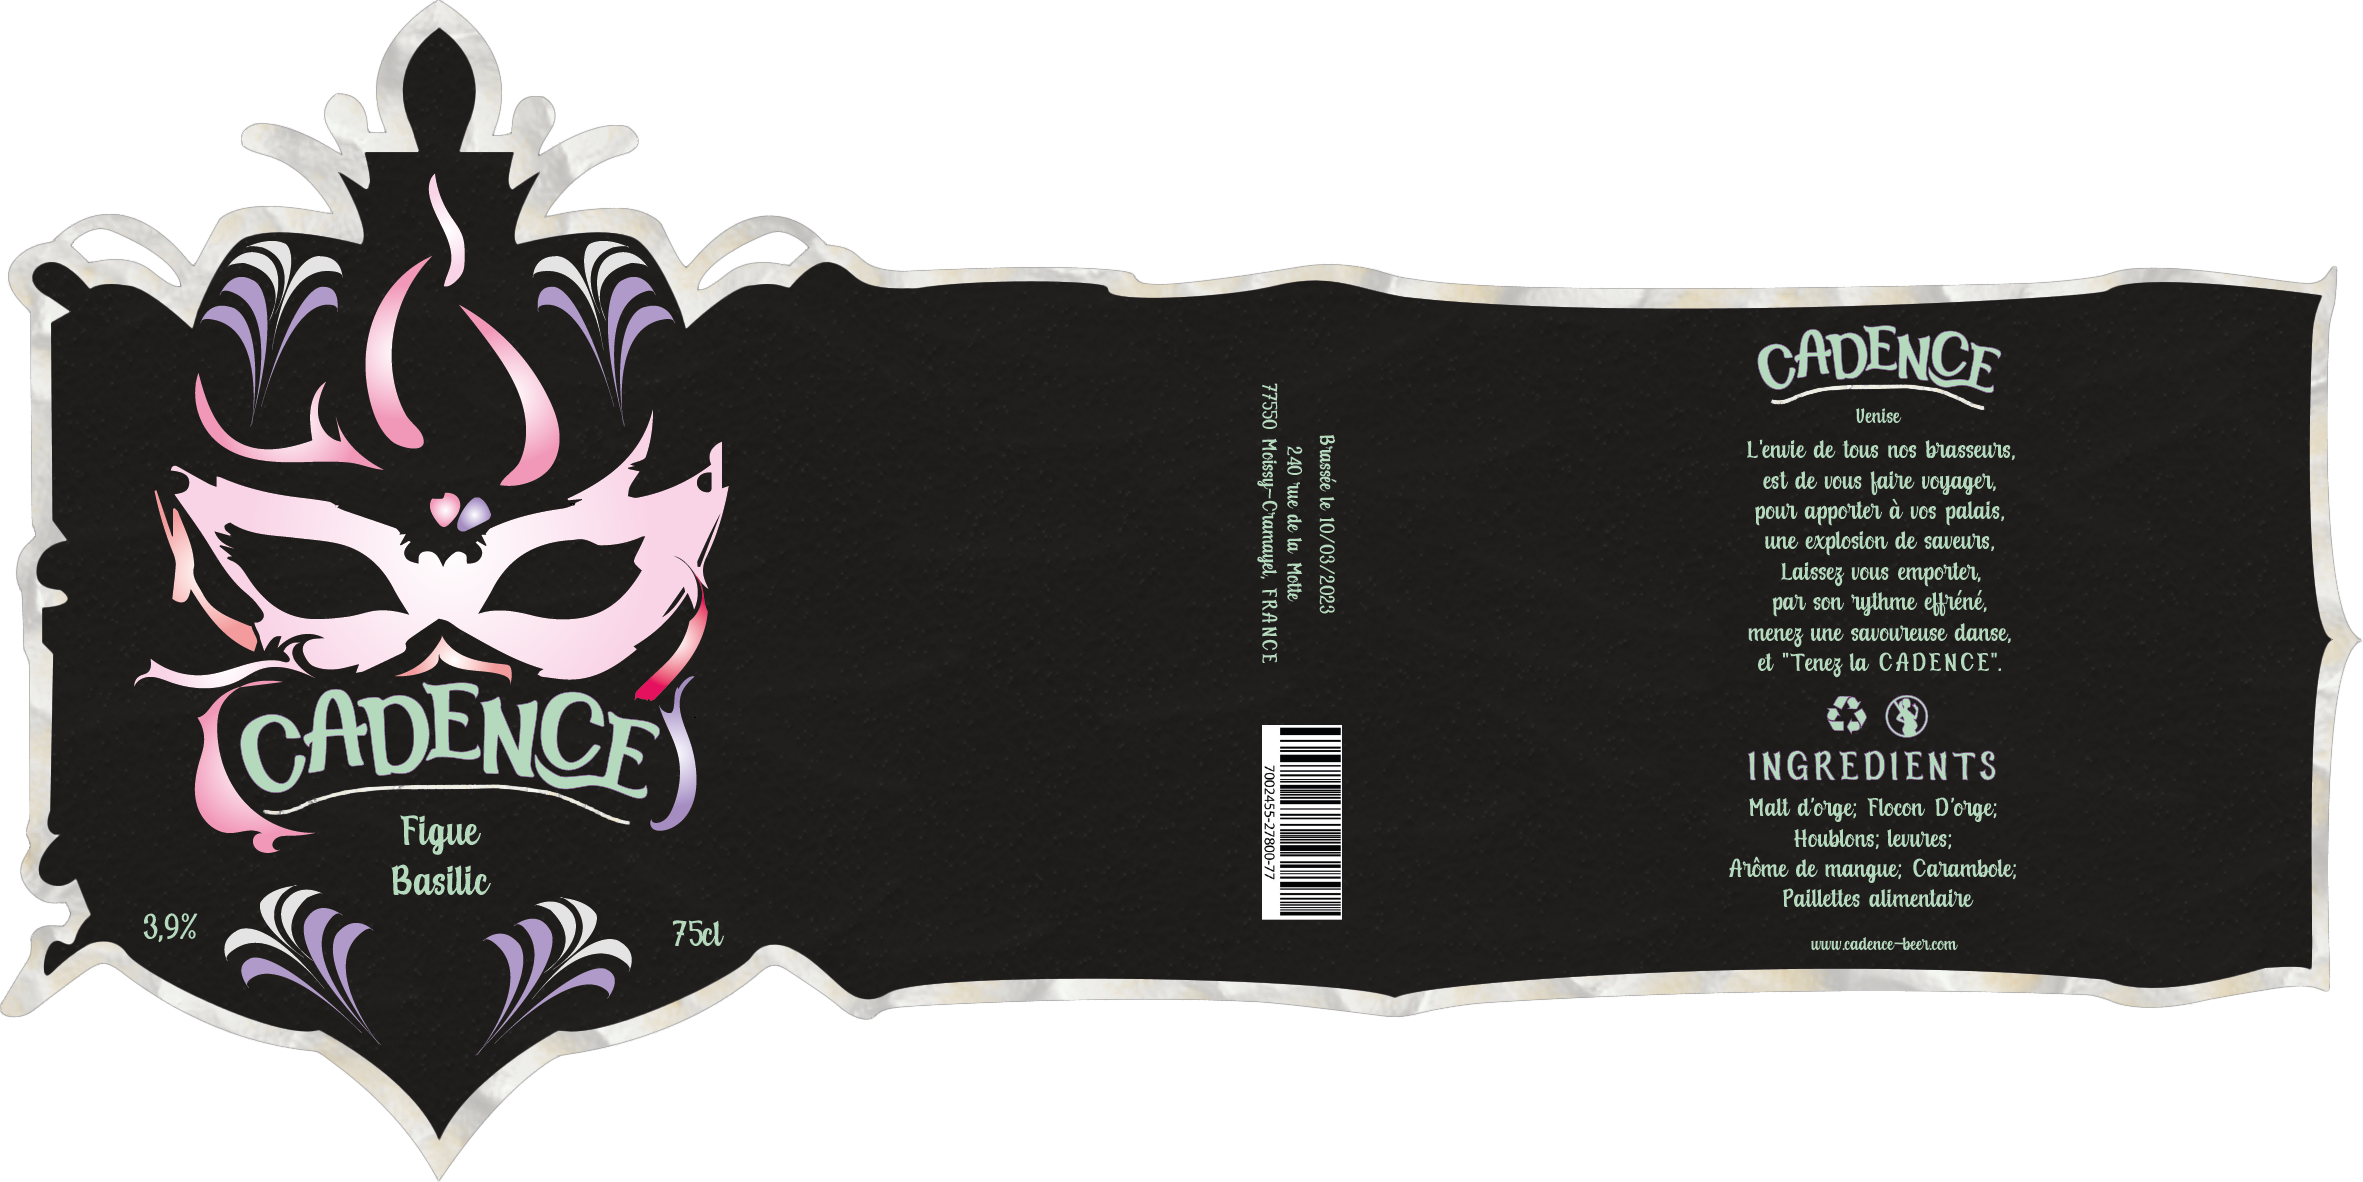 CADENCE
Figue
Basilic
3,9%
75cl
Brassée le 10/03/2023
240 rue de la Motte
77550 Moissy-Cramayel, FRANCE
7002455-27800-77
CADENCE
Venise
L'envie de tous nos brasseurs,
est de vous faire voyager,
pour apporter à vos palais,
une explosion de saveurs,
Laissez vous emporter,
par son rythme effréné,
menez une savoureuse danse,
et "Tenez la CADENCE".
INGREDIENTS
Malt d'orge; Flocon D'orge;
Houblons; levures;
Arôme de mangue; Carambole;
Paillettes alimentaire
www.cadence-beer.com